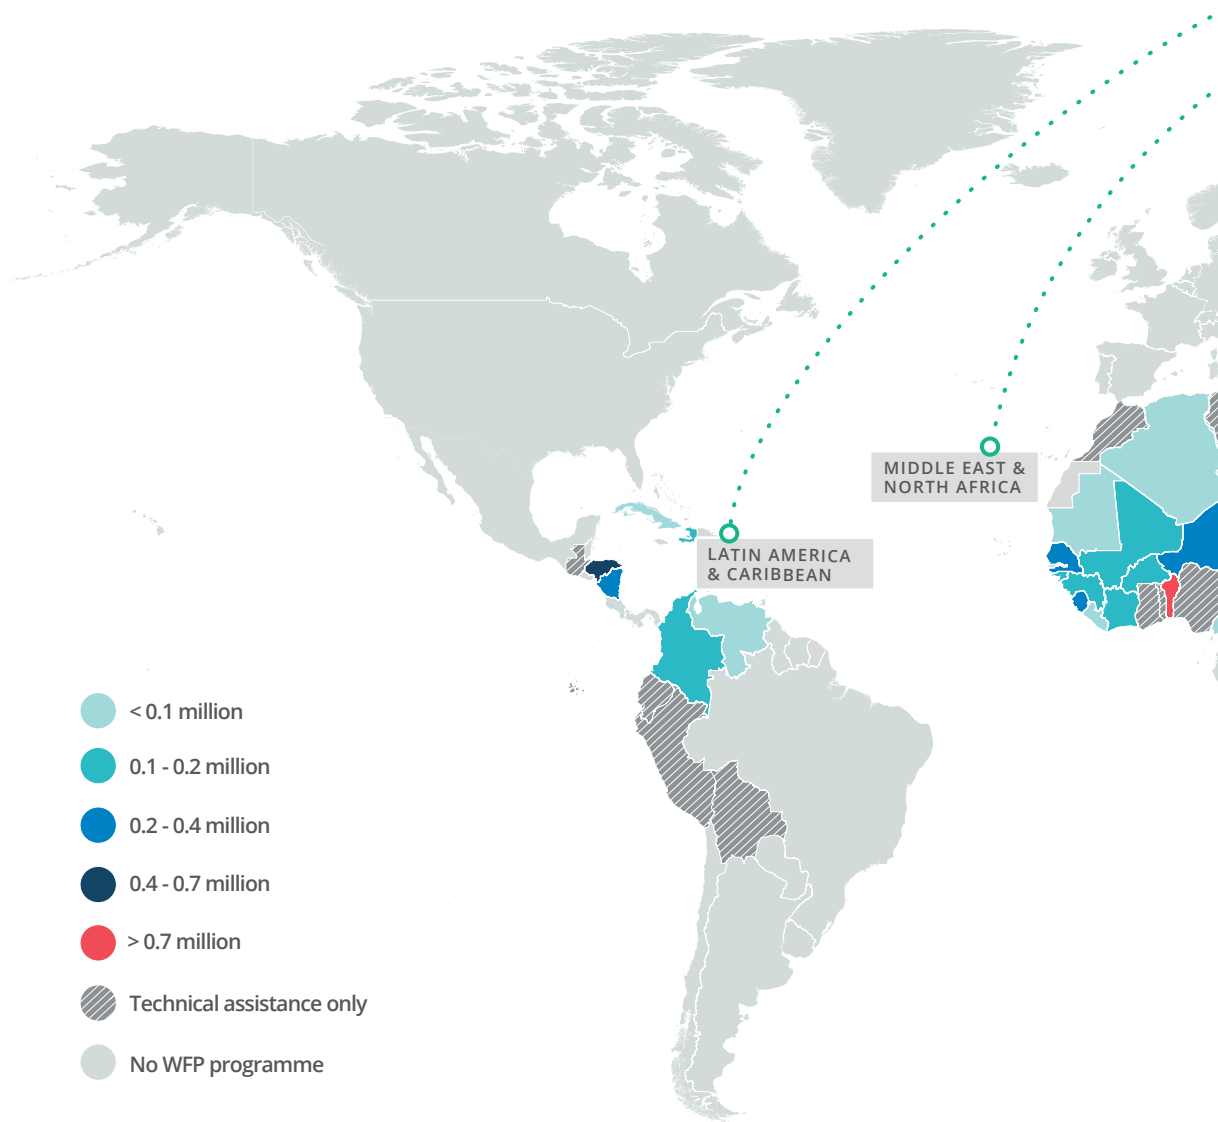 MIDDLE EAST &
NORTH AFRICA
LATIN AMERICA
& CARIBBEAN
< 0.1 million
0.1 - 0.2 million
0.2 - 0.4 million
0.4 - 0.7 million
> 0.7 million
Technical assistance only
No WFP programme